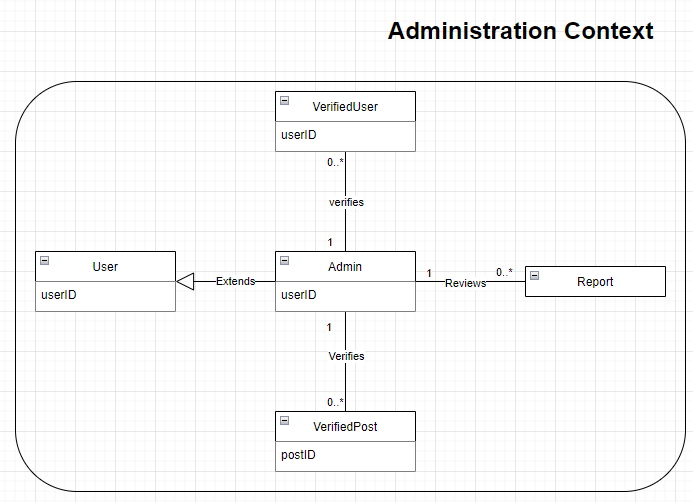 Administration Context
VerifiedUser
userID
0..*
verifies
1
User
userID
Extends
Admin
userID
1
Reviews
0..*
Report
1
Verifies
0..*
VerifiedPost
postID